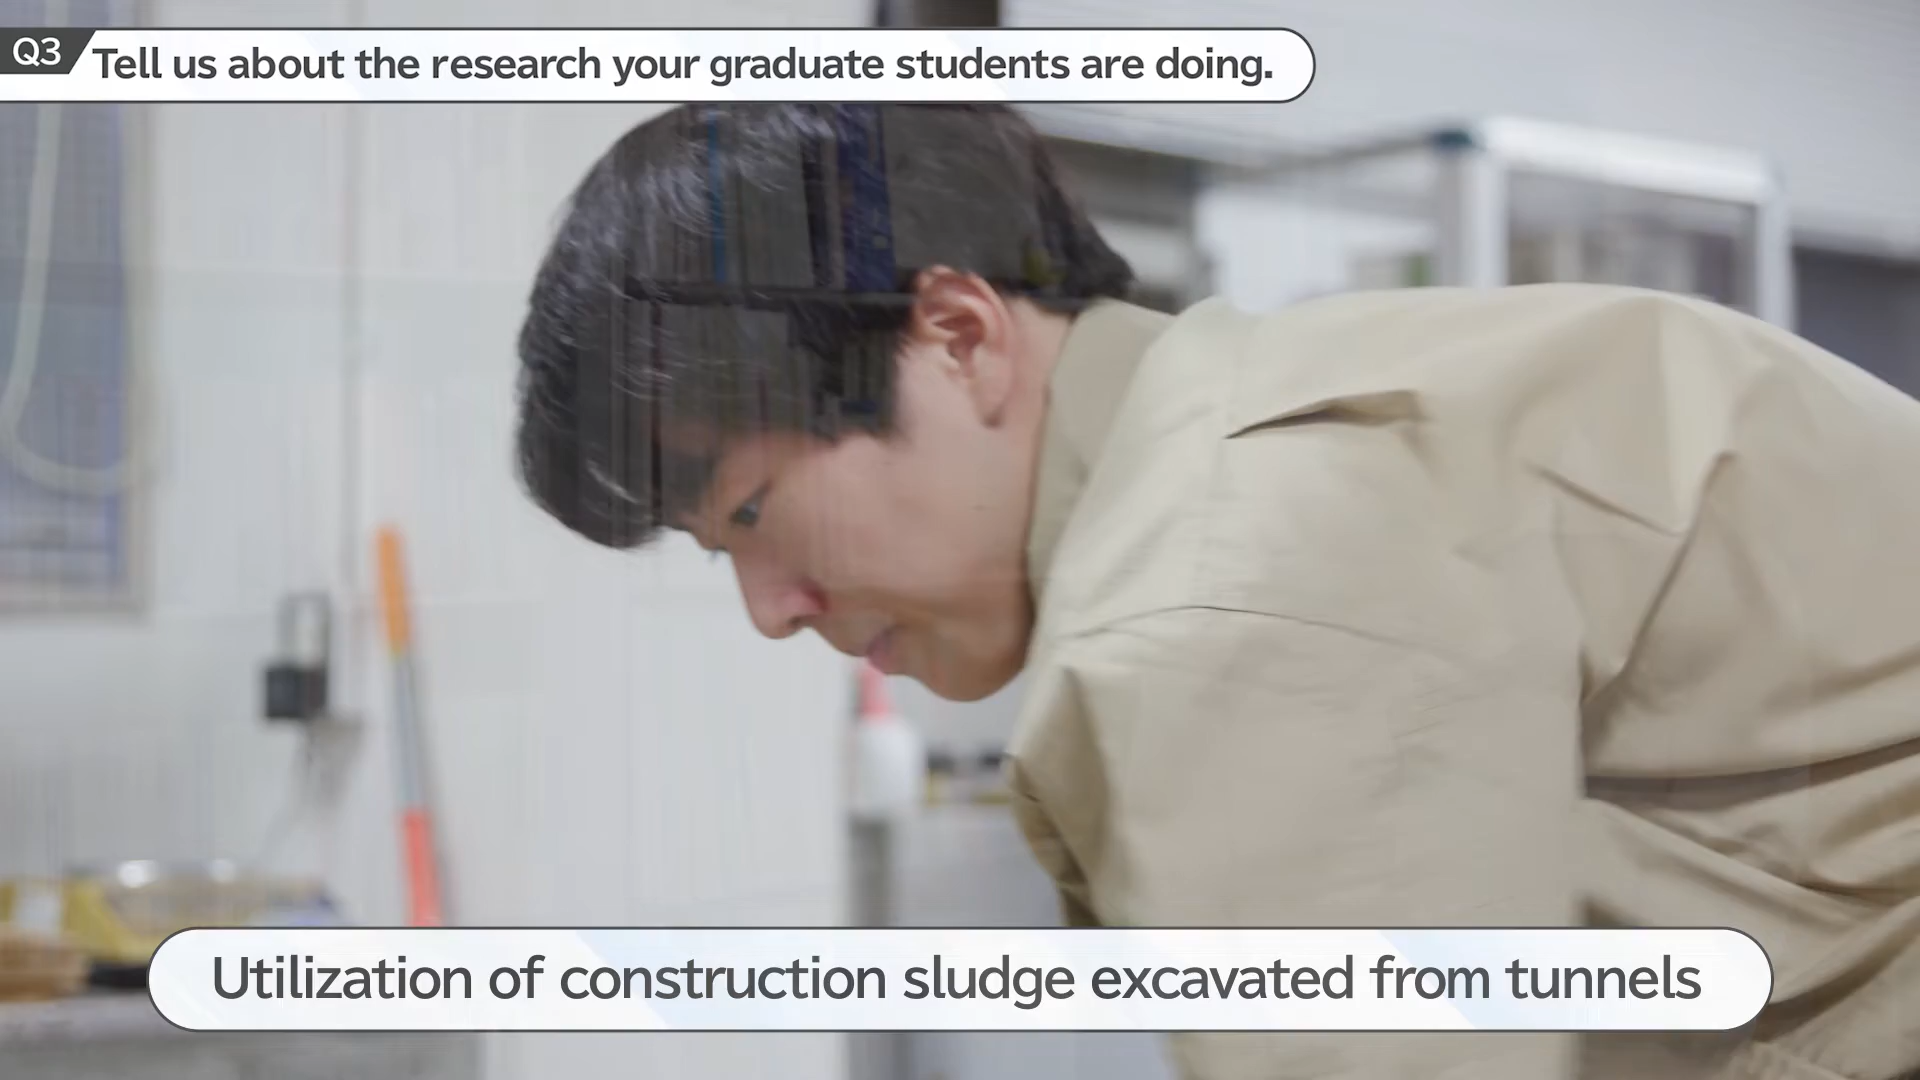 Q3 Tell us about the research your graduate students are doing.
Utilization of construction sludge excavated from tunnels